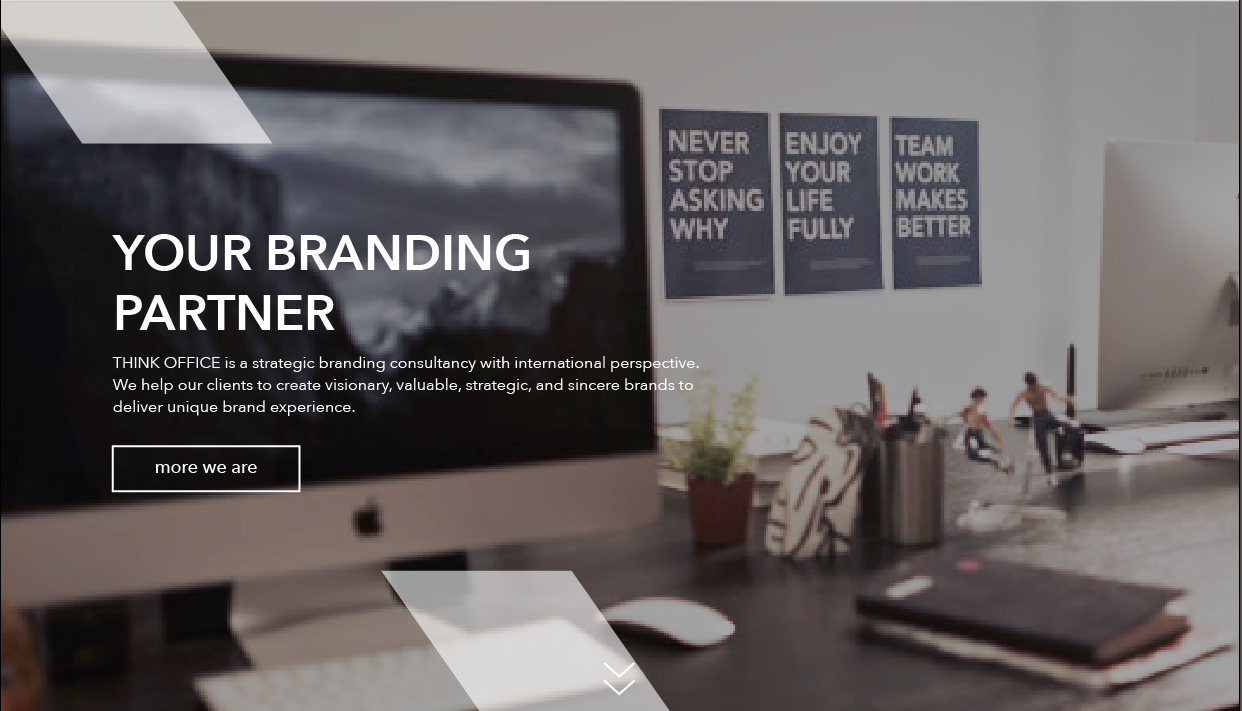 NEVER
STOP
ASKING
WHY
ENJOY
YOUR
LIFE
FULLY
TEAM
WORK
MAKES
BETTER
YOUR BRANDING
PARTNER
THINK OFFICE is a strategic branding consultancy with international perspective.
We help our clients to create visionary, valuable, strategic, and sincere brands to
deliver unique brand experience.
more we are